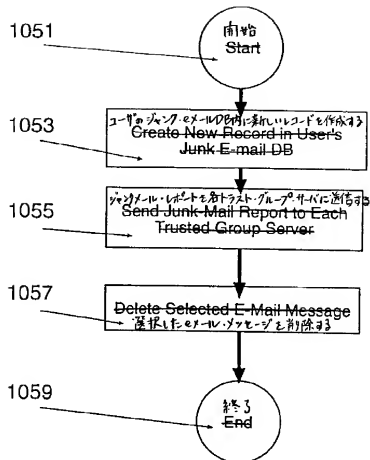 1051
開始
Start
1053
ユーザのジャンク・eメールDB内に新しいレコードを作成する
Create New Record in User's
Junk E-mail DB
1055
ジャンクメール・レポートを各トラスト・グループ・サーバに送信する
Send Junk-Mail Report to Each
Trusted Group Server
1057
Delete Selected E-Mail Message
選択したeメール・メッセージを削除する
1059
終了
End